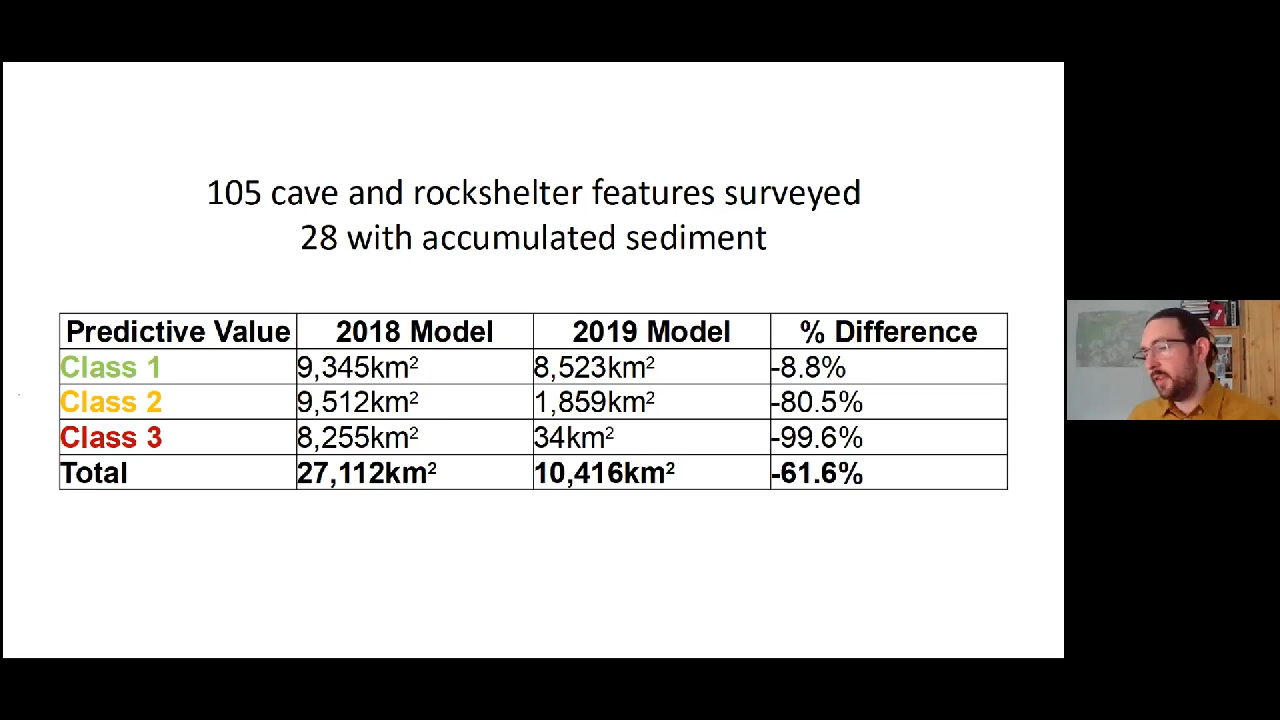 105 cave and rockshelter features surveyed
28 with accumulated sediment
Predictive Value 2018 Model 2019 Model % Difference
Class 1 9,345km² 8,523km² -8.8%
Class 2 9,512km² 1,859km² -80.5%
Class 3 8,255km² 34km² -99.6%
Total 27,112km² 10,416km² -61.6%